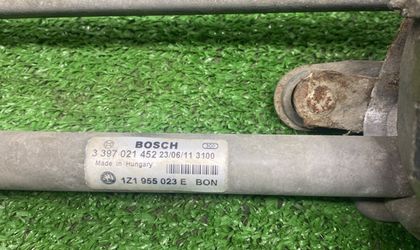 BOSCH
3 397 021 452 23/06/11 3100
Made in Hungary
1Z1 955 023 E BON